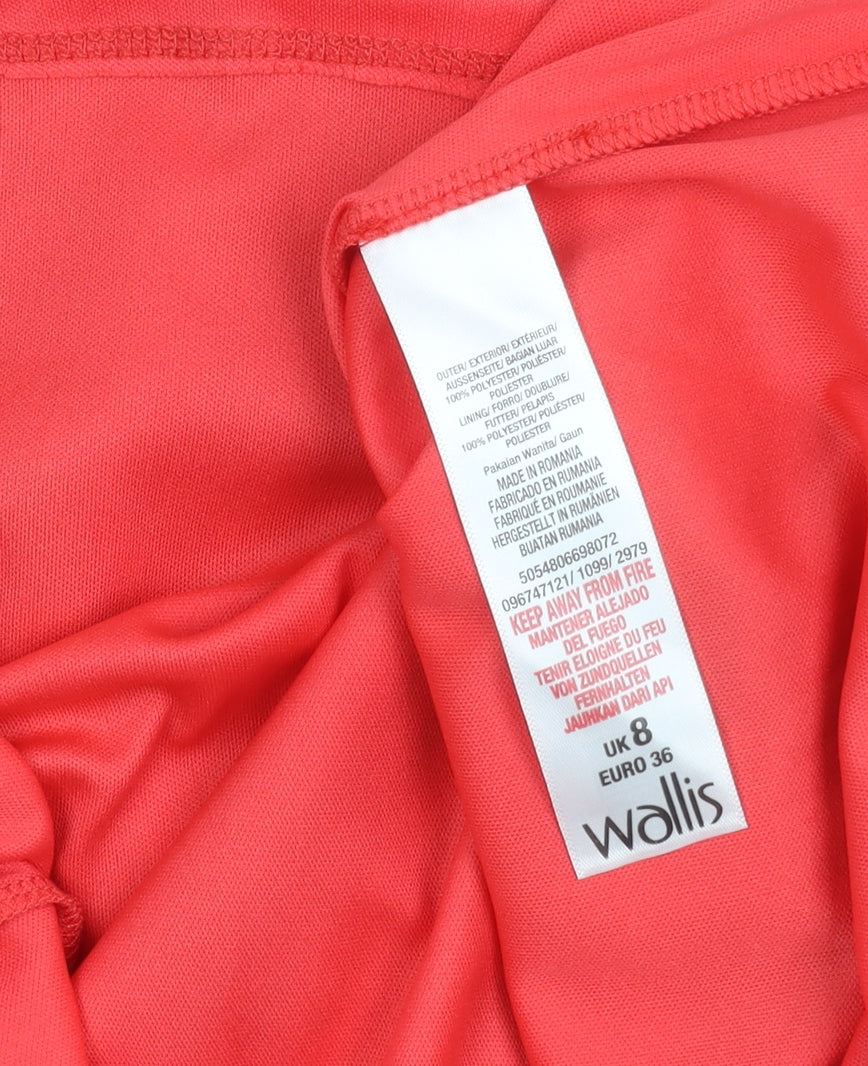 OUTER/ EXTERIOR/ EXTÉRIEUR/
AUSSENSEITE/ BAGIAN LUAR
100% POLYESTER/ POLIÉSTER/
POLIESTER
LINING/ FORRO/ DOUBLURE/
FUTTER/ PELAPIS
100% POLYESTER/ POLIÉSTER/
POLIESTER
Pakaian Wanita/ Gaun
MADE IN ROMANIA
FABRICADO EN RUMANIA
FABRIQUÉ EN ROUMANIE
HERGESTELLT IN RUMÄNIEN
BUATAN RUMANIA
5054806698072
096747121/ 1099/ 2979
KEEP AWAY FROM FIRE
MANTENER ALEJADO
DEL FUEGO
TENIR ELOIGNE DU FEU
VON ZUNDQUELLEN
FERNHALTEN
JAUHKAN DARI API
UK 8
EURO 36
wallis